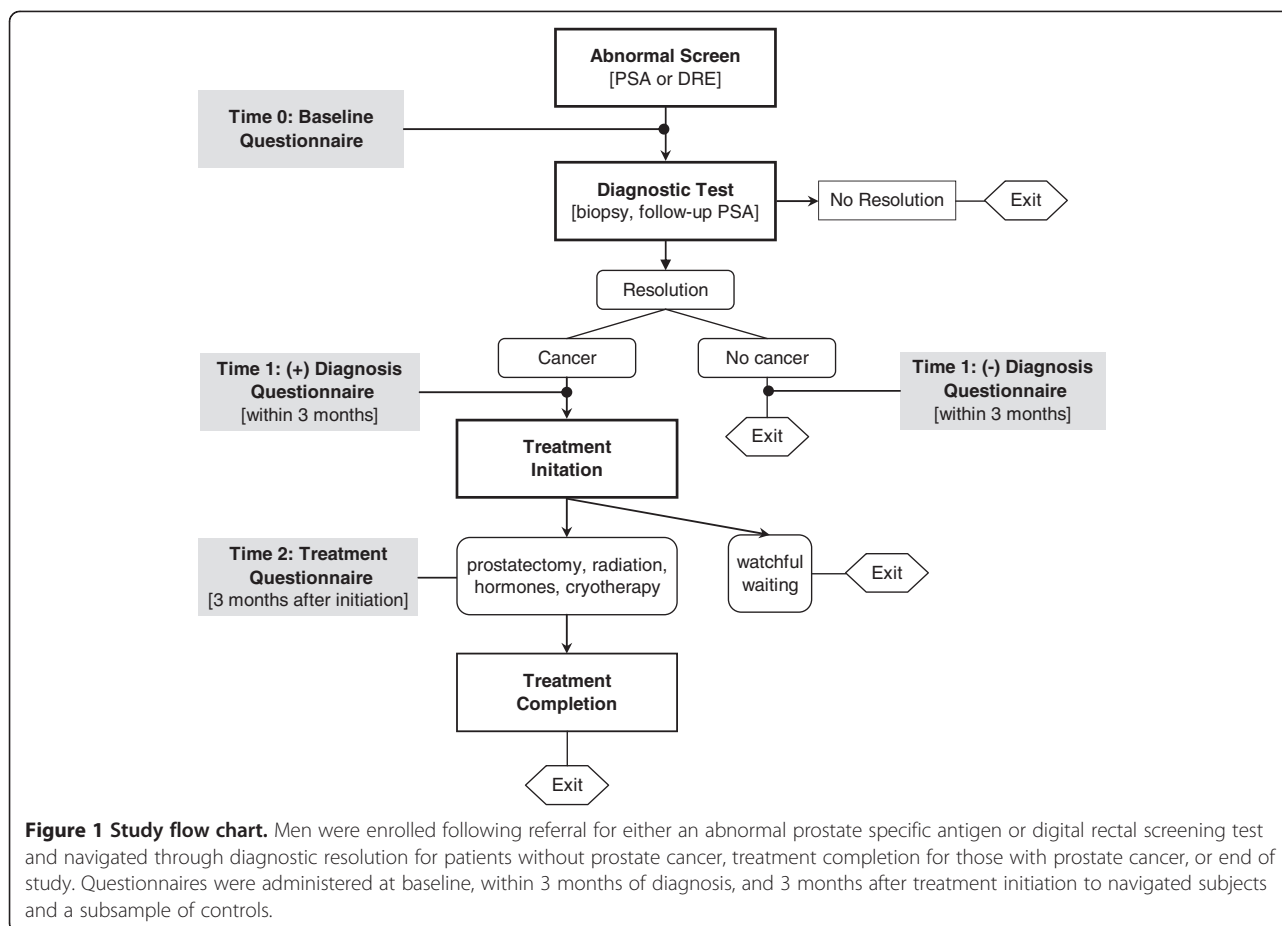 Abnormal Screen
[PSA or DRE]
Time 0: Baseline
Questionnaire
Diagnostic Test
[biopsy, follow-up PSA]
No Resolution
Exit
Resolution
Cancer
No cancer
Time 1: (+) Diagnosis
Questionnaire
[within 3 months]
Time 1: (-) Diagnosis
Questionnaire
[within 3 months]
Exit
Treatment
Initation
Time 2: Treatment
Questionnaire
[3 months after initiation]
prostatectomy, radiation,
hormones, cryotherapy
watchful
waiting
Exit
Treatment
Completion
Exit
Figure 1 Study flow chart. Men were enrolled following referral for either an abnormal prostate specific antigen or digital rectal screening test
and navigated through diagnostic resolution for patients without prostate cancer, treatment completion for those with prostate cancer, or end of
study. Questionnaires were administered at baseline, within 3 months of diagnosis, and 3 months after treatment initiation to navigated subjects
and a subsample of controls.